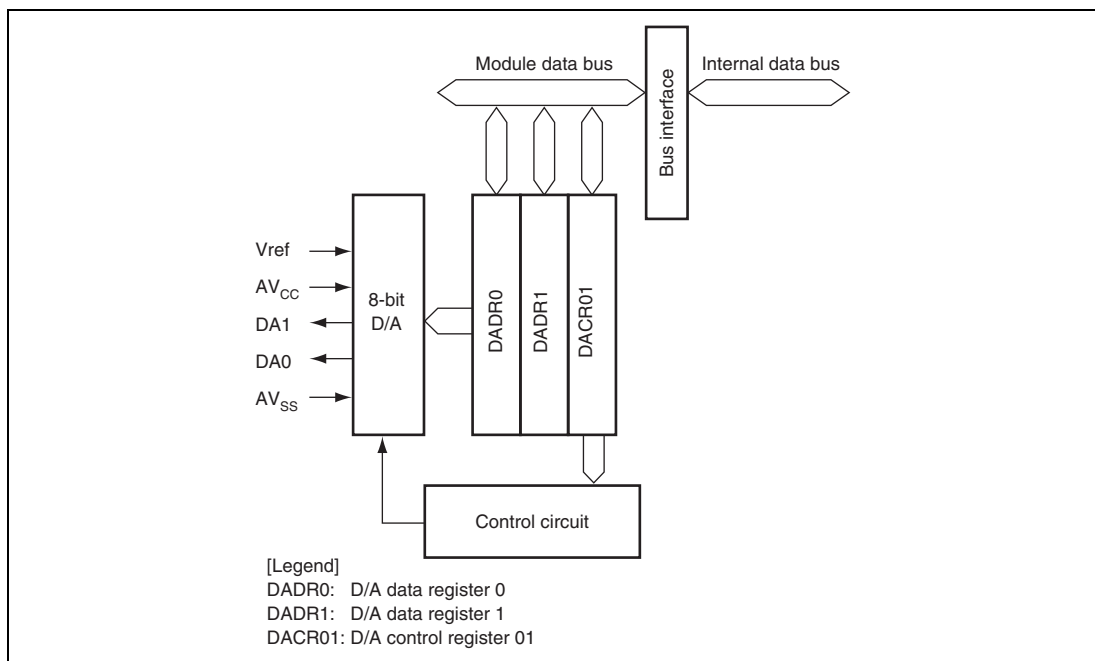 Module data bus
Internal data bus
Bus interface
Vref
AVCC
DA1
DA0
AVSS
8-bit
D/A
DADR0
DADR1
DACR01
Control circuit
[Legend]
DADR0: D/A data register 0
DADR1: D/A data register 1
DACR01: D/A control register 01